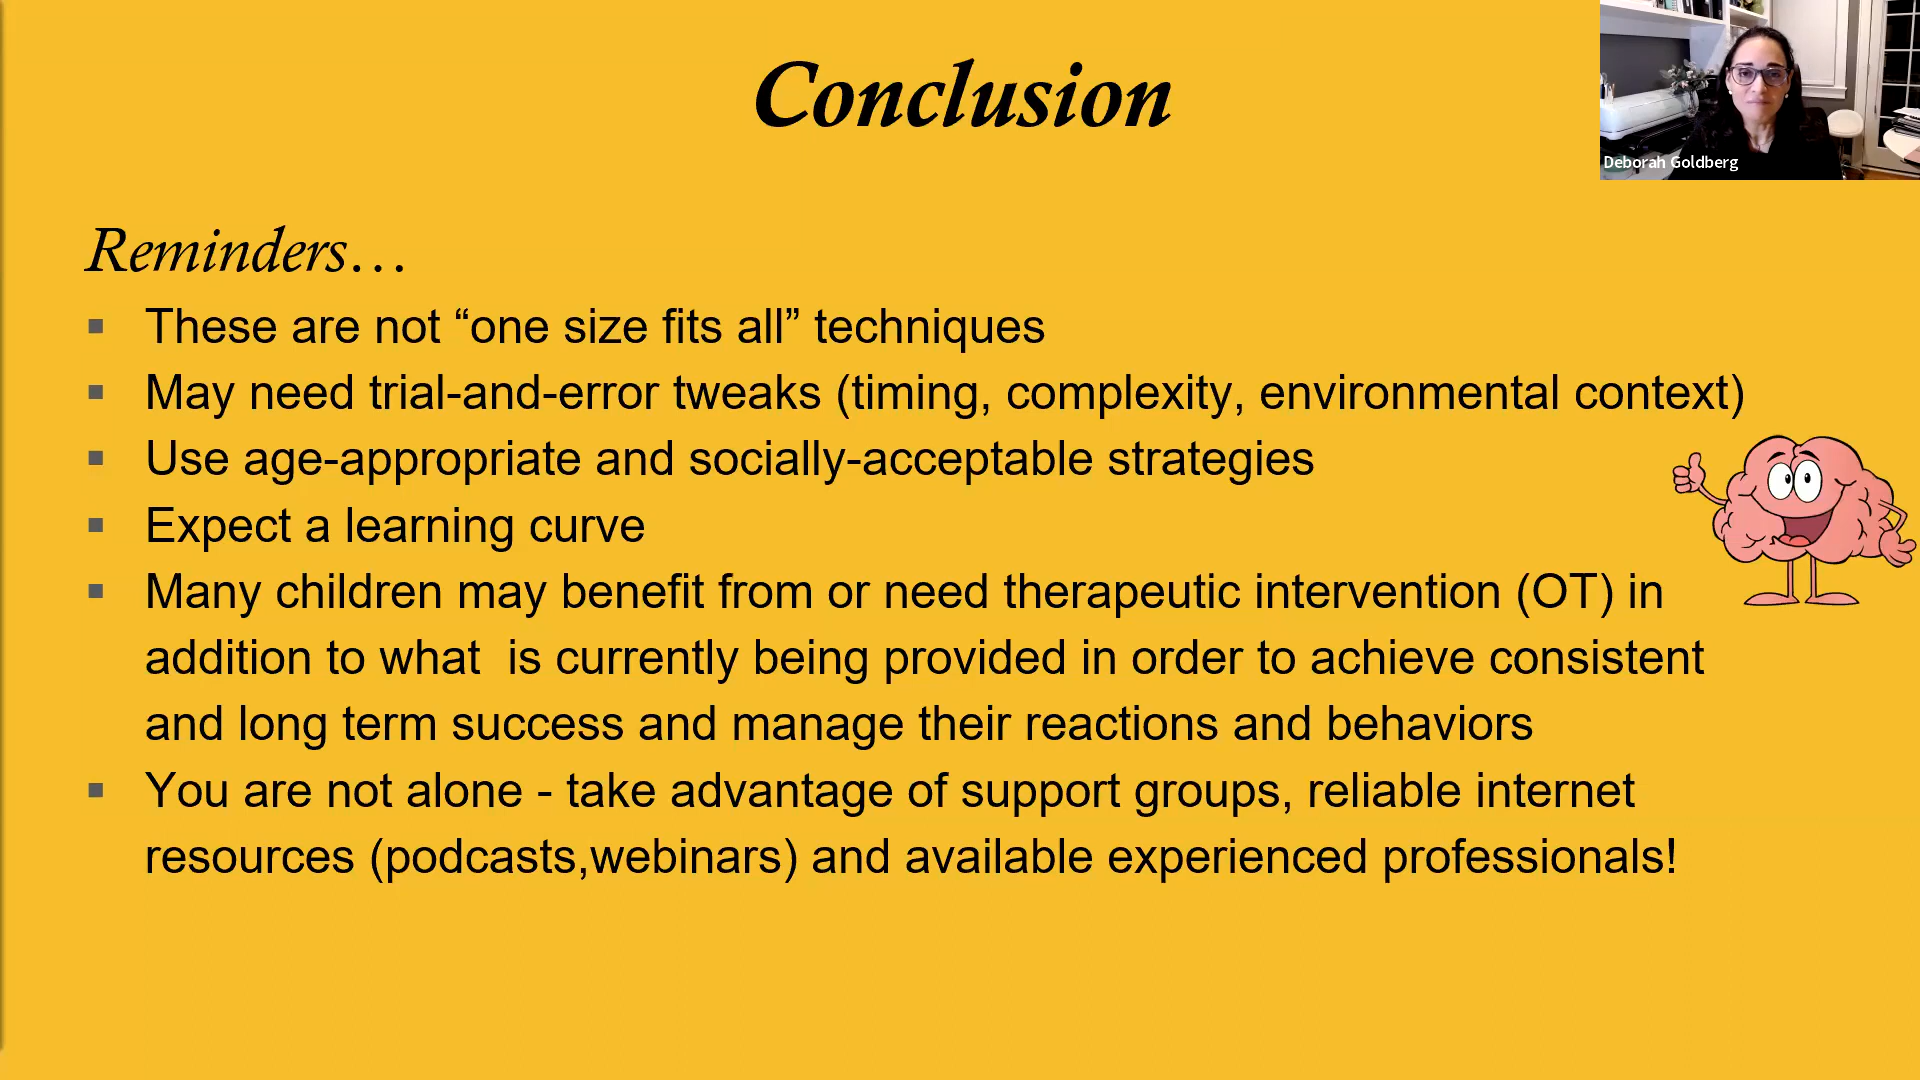 Conclusion
Deborah Goldberg
Reminders…
▪ These are not “one size fits all” techniques
▪ May need trial-and-error tweaks (timing, complexity, environmental context)
▪ Use age-appropriate and socially-acceptable strategies
▪ Expect a learning curve
▪ Many children may benefit from or need therapeutic intervention (OT) in
addition to what  is currently being provided in order to achieve consistent
and long term success and manage their reactions and behaviors
▪ You are not alone - take advantage of support groups, reliable internet
resources (podcasts,webinars) and available experienced professionals!